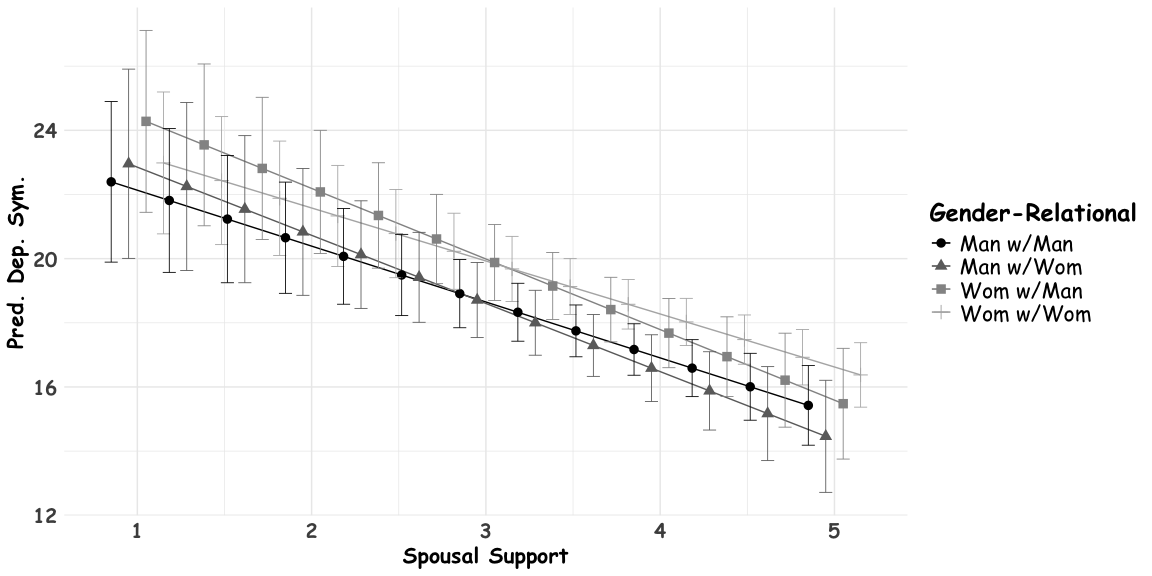 Pred. Dep. Sym.
24
20
16
12
1 2 3 4 5
Spousal Support
Gender-Relational
Man w/Man
Man w/Wom
Wom w/Man
Wom w/Wom